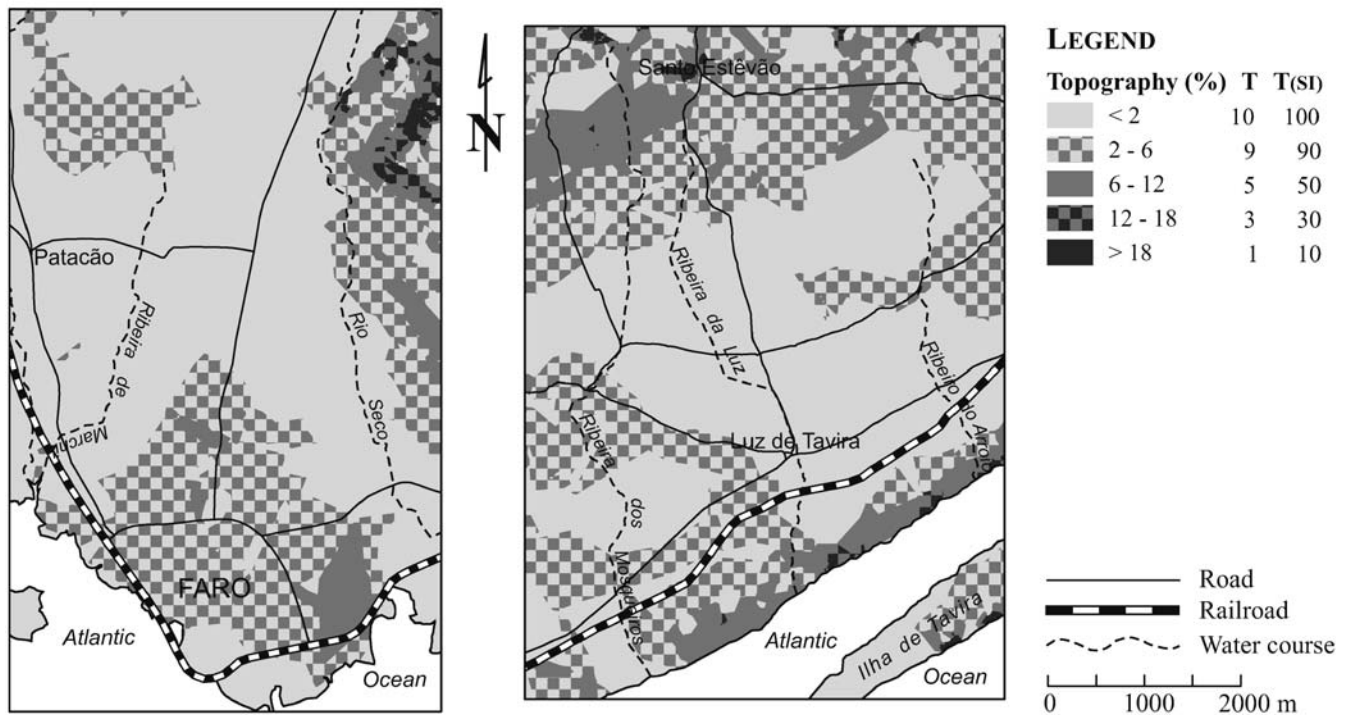 Patacão
Ribeira de
Marchil
Rio
Seco
FARO
Atlantic
Ocean
N
Santo Estêvão
Ribeira da Luz
Ribeira
dos
Mosqueiros
Luz de Tavira
Ribeiro do Arroio
Atlantic
Ilha de Tavira
Ocean
LEGEND
Topography (%) T T(SI)
< 2 10 100
2 - 6 9 90
6 - 12 5 50
12 - 18 3 30
> 18 1 10
Road
Railroad
Water course
0 1000 2000 m